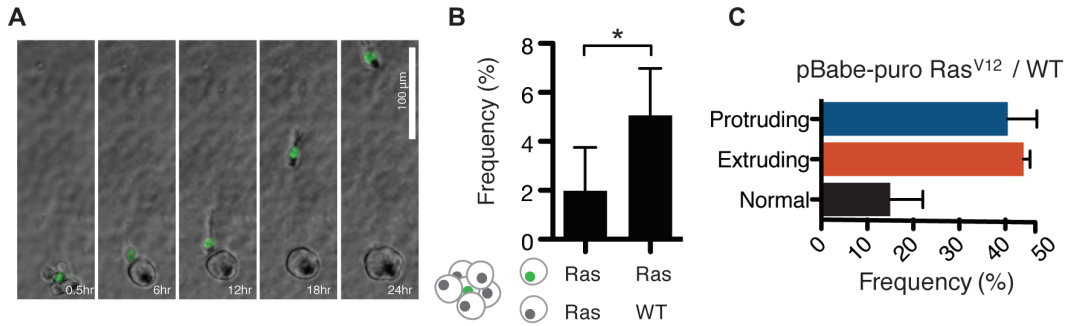 A
0.5hr
6hr
12hr
18hr
24hr
100 µm
B
Frequency (%)
8
6
4
2
0
*
Ras Ras
Ras WT
C
pBabe-puro Ras^V12 / WT
Protruding
Extruding
Normal
0 10 20 30 40 50
Frequency (%)